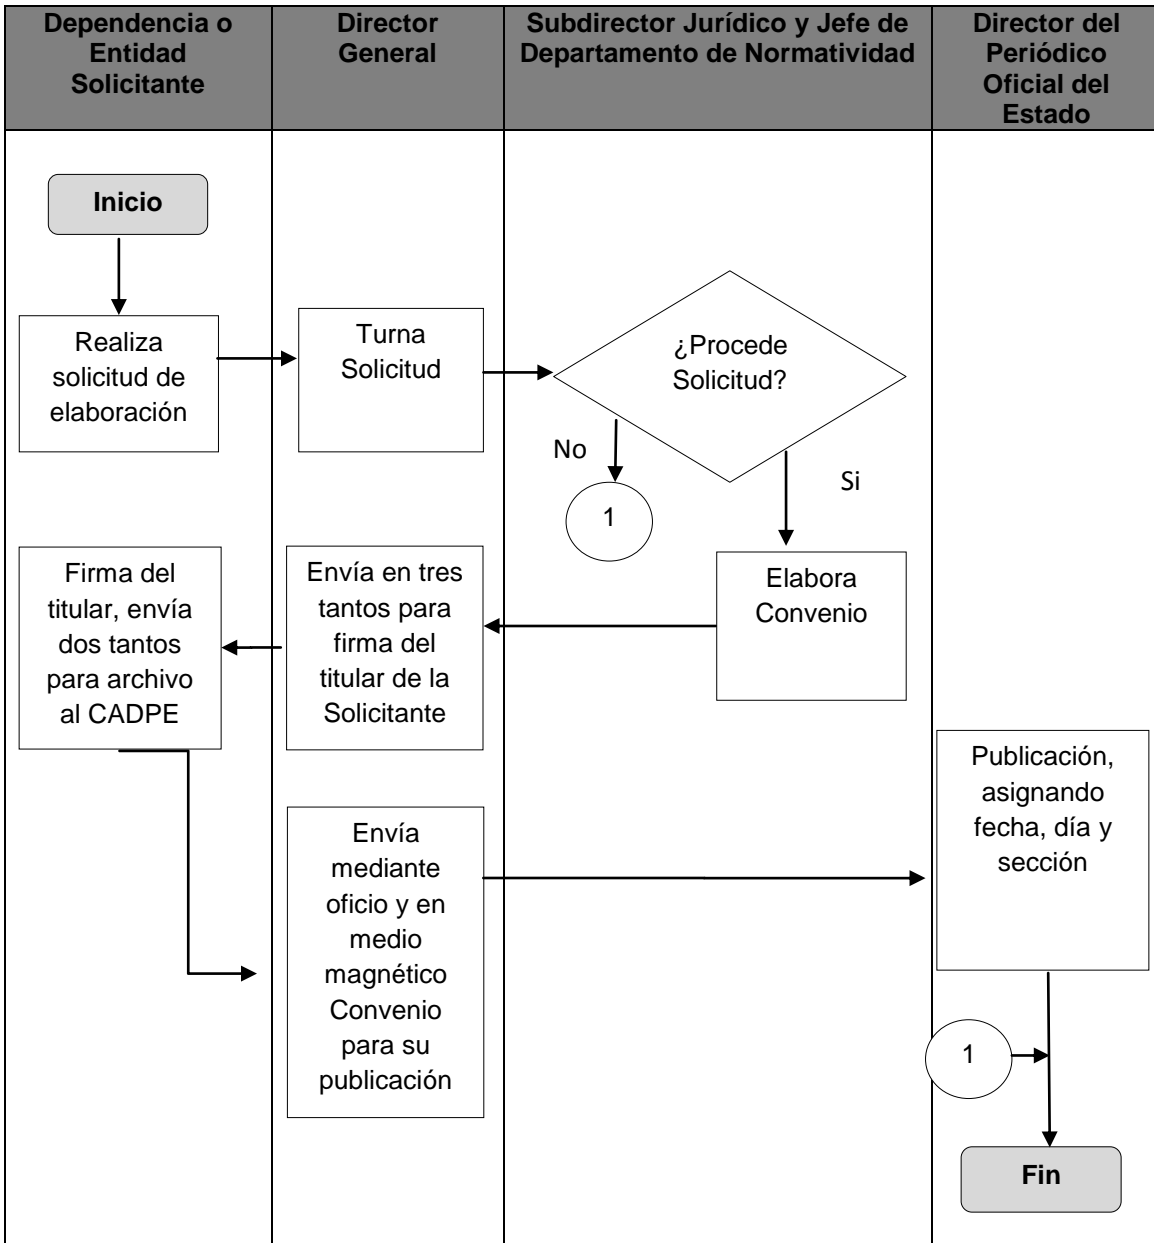 Dependencia o
Entidad
Solicitante
Director
General
Subdirector Jurídico y Jefe de
Departamento de Normatividad
Director del
Periódico
Oficial del
Estado
Inicio
Realiza
solicitud de
elaboración
Turna
Solicitud
¿Procede
Solicitud?
No
Si
1
Elabora
Convenio
Envía en tres
tantos para
firma del
titular de la
Solicitante
Firma del
titular, envía
dos tantos
para archivo
al CADPE
Envía
mediante
oficio y en
medio
magnético
Convenio
para su
publicación
Publicación,
asignando
fecha, día y
sección
1
Fin